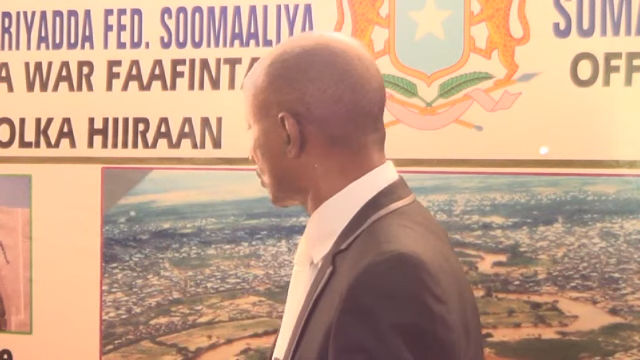 RIYADDA FED. SOOMAALIYA
A WAR FAAFINTA
OLKA HIIRAAN
SOM
OFF